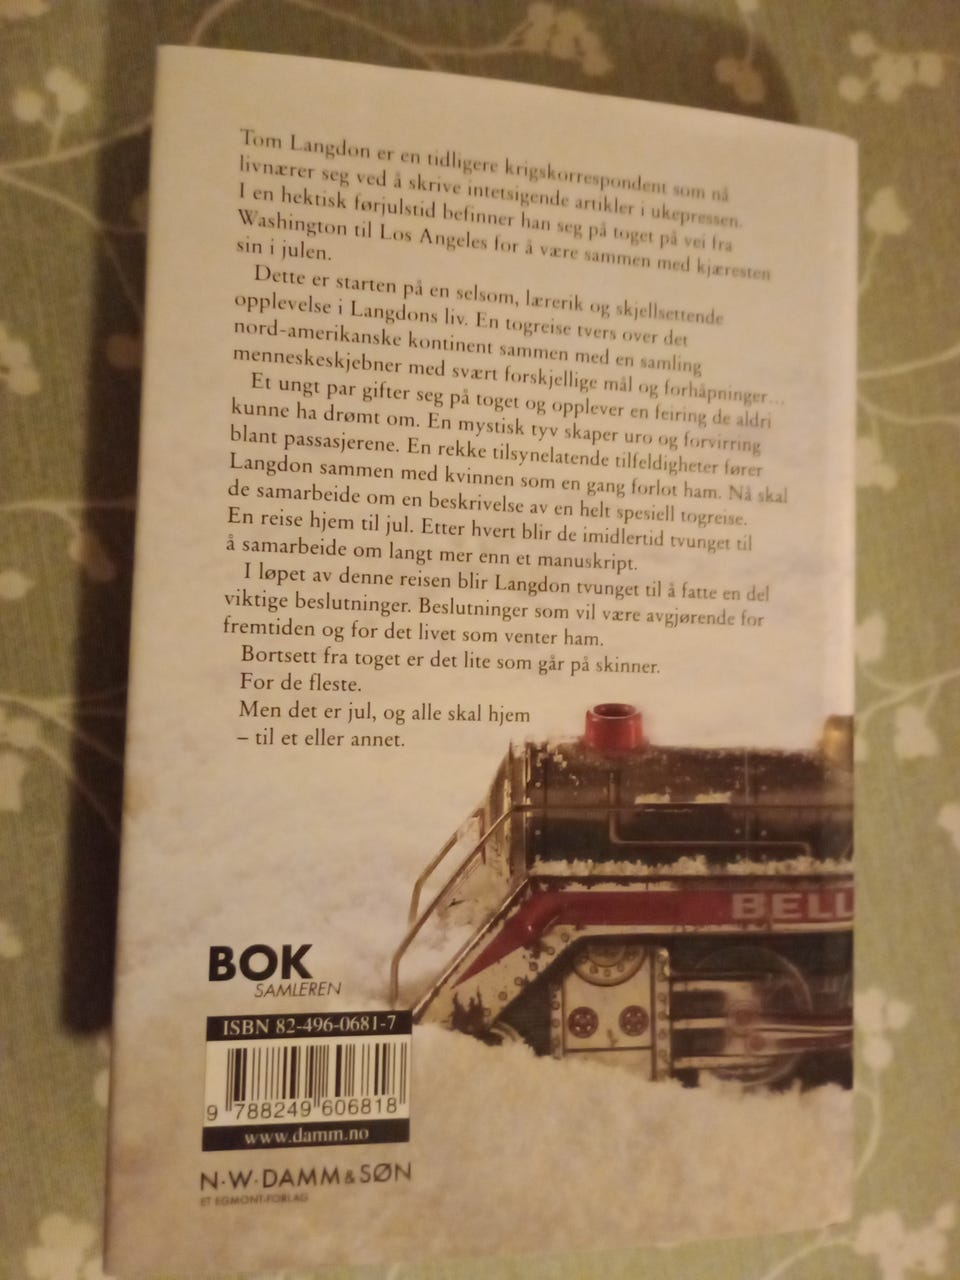 Tom Langdon er en tidligere krigskorrespondent som nå
livnærer seg ved å skrive intetsigende artikler i ukepressen.
I en hektisk førjulstid befinner han seg på toget på vei fra
Washington til Los Angeles for å være sammen med kjæresten
sin i julen.
Dette er starten på en selsom, lærerik og skjellsettende
opplevelse i Langdons liv. En togreise tvers over det
nord-amerikanske kontinent sammen med en samling
menneskeskjebner med svært forskjellige mål og forhåpninger...
Et ungt par gifter seg på toget og opplever en feiring de aldri
kunne ha drømt om. En mystisk tyv skaper uro og forvirring
blant passasjerene. En rekke tilsynelatende tilfeldigheter fører
Langdon sammen med kvinnen som en gang forlot ham. Nå skal
de samarbeide om en beskrivelse av en helt spesiell togreise.
En reise hjem til jul. Etter hvert blir de imidlertid tvunget til
å samarbeide om langt mer enn et manuskript.
I løpet av denne reisen blir Langdon tvunget til å fatte en del
viktige beslutninger. Beslutninger som vil være avgjørende for
fremtiden og for det livet som venter ham.
Bortsett fra toget er det lite som går på skinner.
For de fleste.
Men det er jul, og alle skal hjem
– til et eller annet.
BELL
BOK
SAMLEREN
ISBN 82-496-0681-7
9 788249 606818
www.damm.no
N·W·DAMM & SØN
ET EGMONT-FORLAG